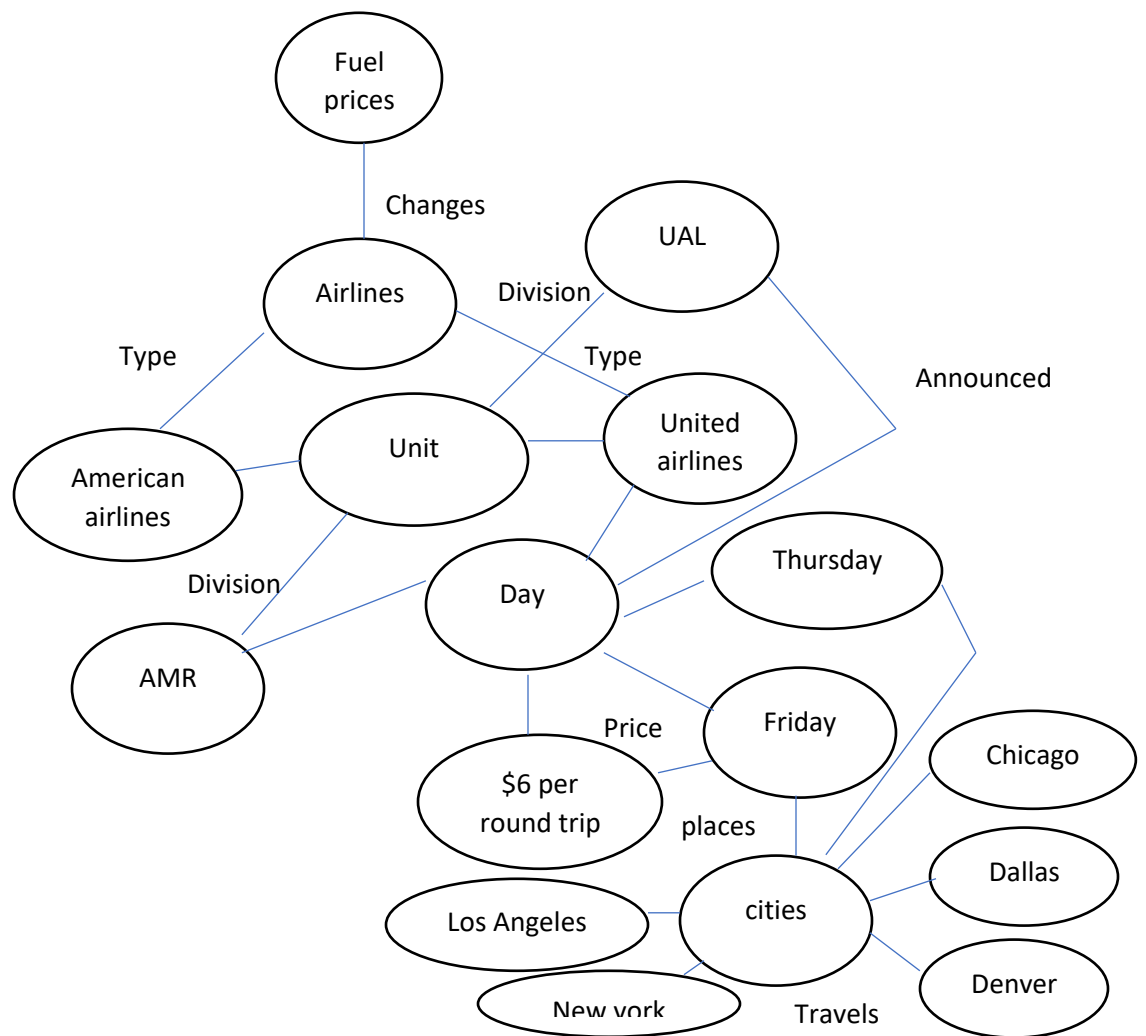 Fuel
prices
Changes
UAL
Airlines
Division
Type
Type
Announced
United
airlines
Unit
American
airlines
Thursday
Division
Day
AMR
Friday
Price
Chicago
$6 per
round trip
places
Dallas
cities
Los Angeles
Denver
New york
Travels